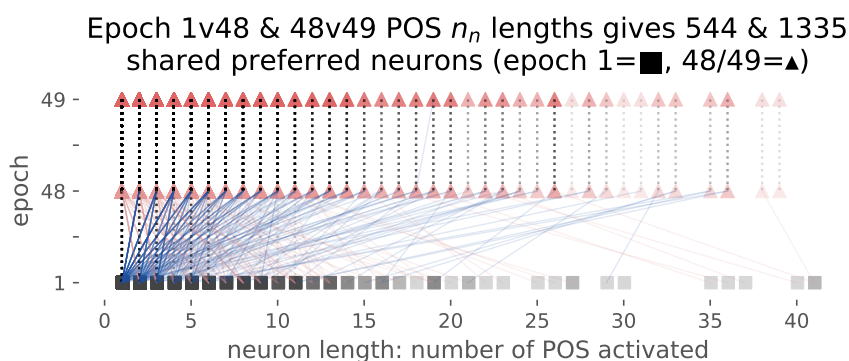 Epoch 1v48 & 48v49 POS nₙ lengths gives 544 & 1335
shared preferred neurons (epoch 1=■, 48/49=▲)
49
48
1
epoch
0 5 10 15 20 25 30 35 40
neuron length: number of POS activated